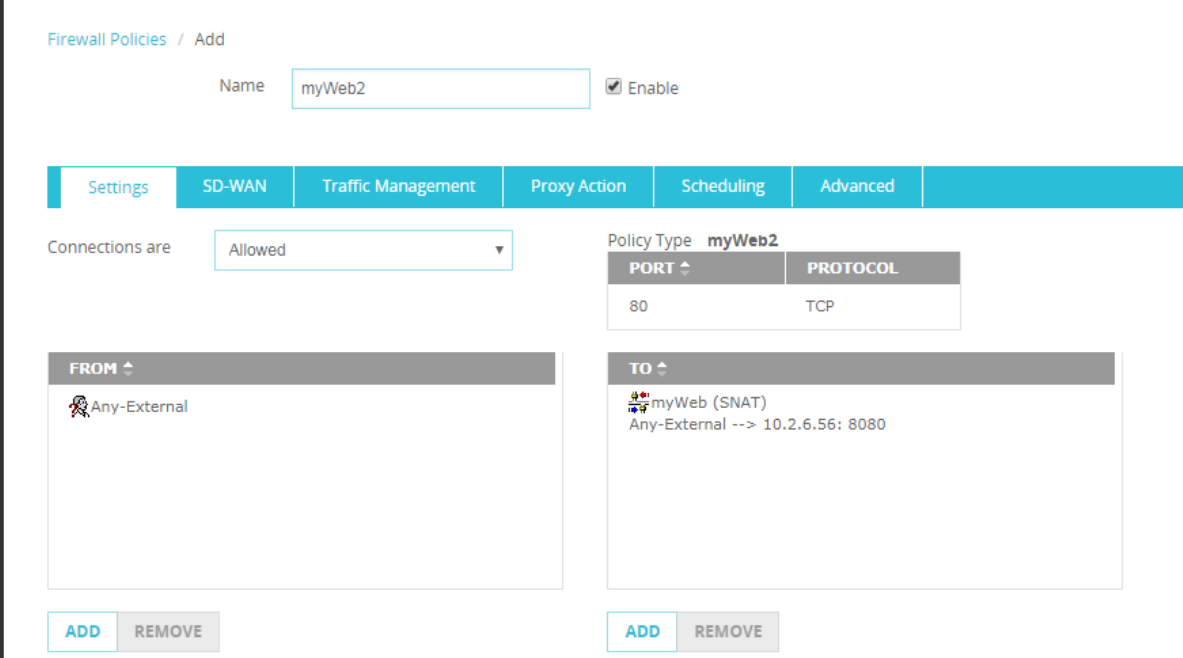 Firewall Policies / Add
Name myWeb2 Enable
Settings SD-WAN Traffic Management Proxy Action Scheduling Advanced
Connections are Allowed
Policy Type myWeb2
PORT PROTOCOL
80 TCP
FROM
Any-External
TO
myWeb (SNAT)
Any-External --> 10.2.6.56: 8080
ADD REMOVE
ADD REMOVE